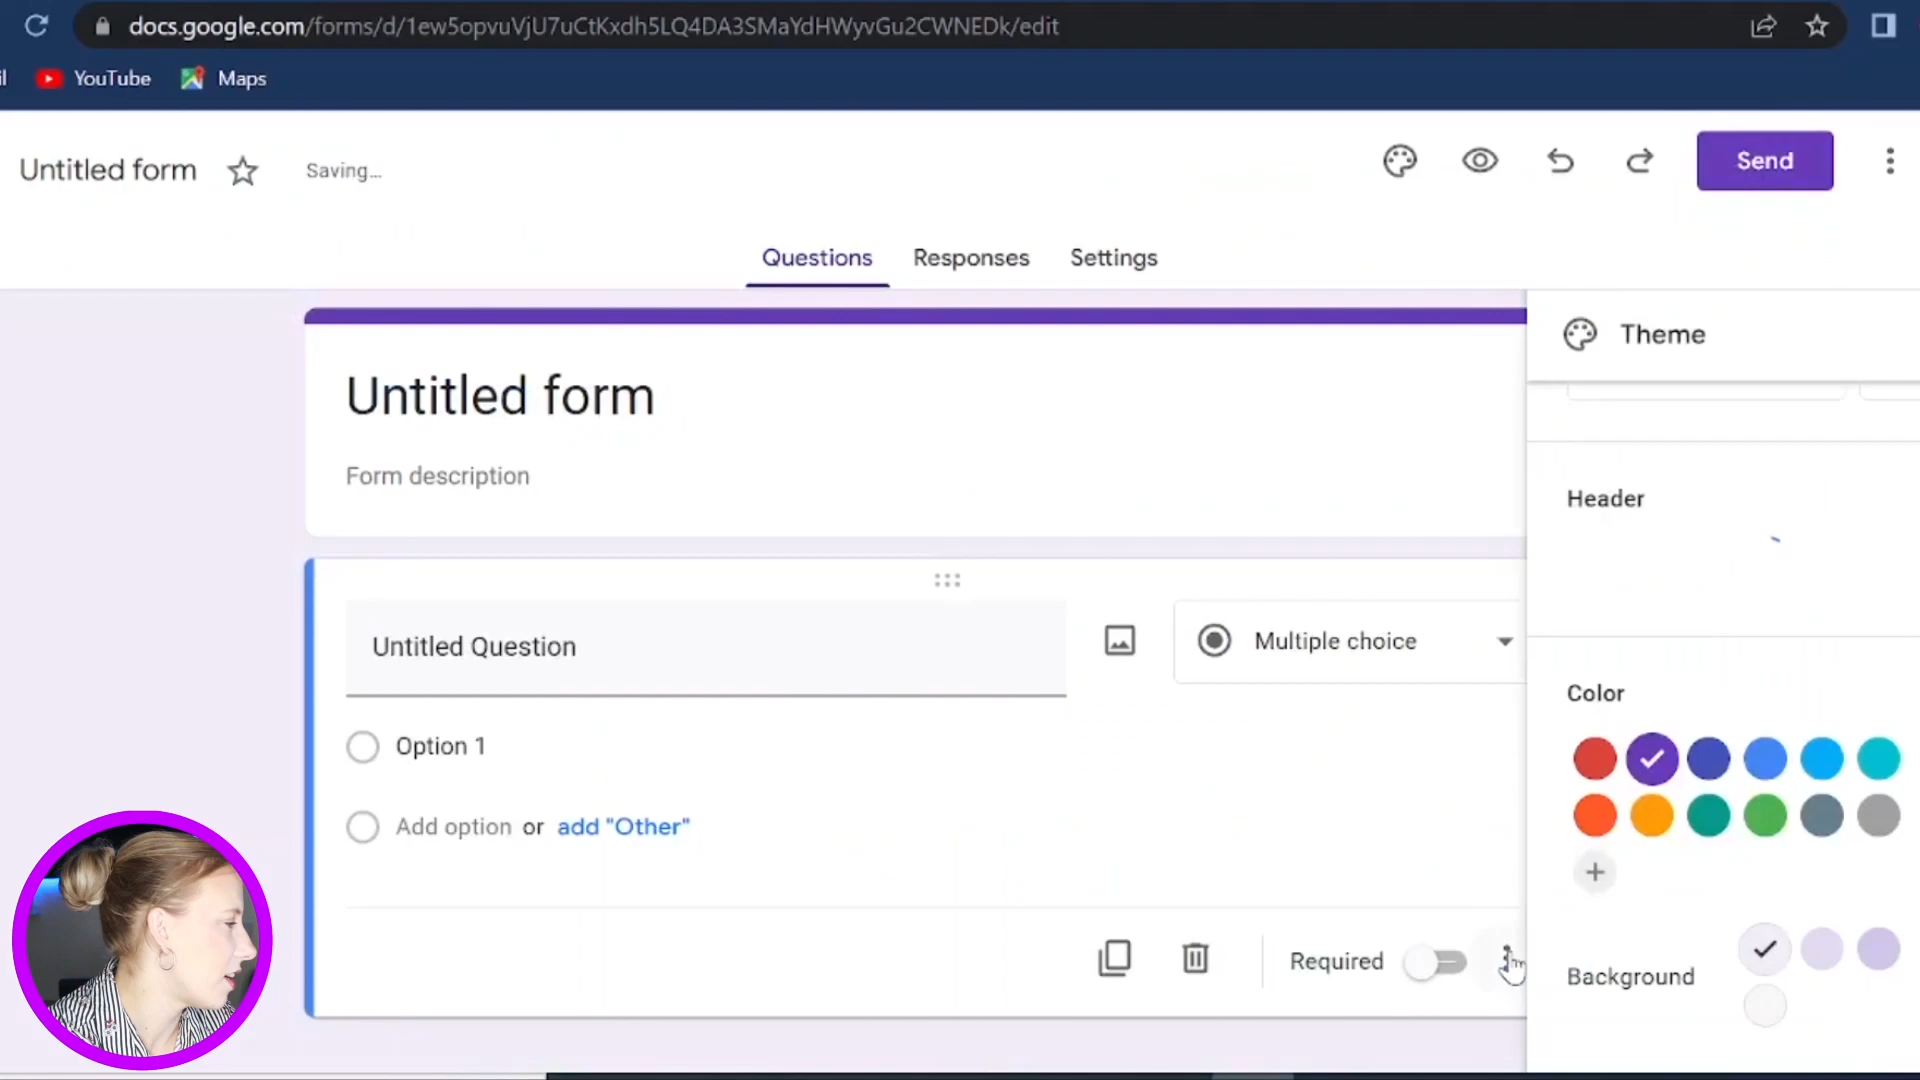 docs.google.com/forms/d/1ew5opvuVjU7uCtKxdh5LQ4DA3SMaYdHWyvGu2CWNEDk/edit
YouTube Maps
Untitled form Saving... Send
Questions Responses Settings
Theme
Untitled form
Form description
Header
Untitled Question Multiple choice
Color
Option 1
Add option or add "Other"
Required
Background